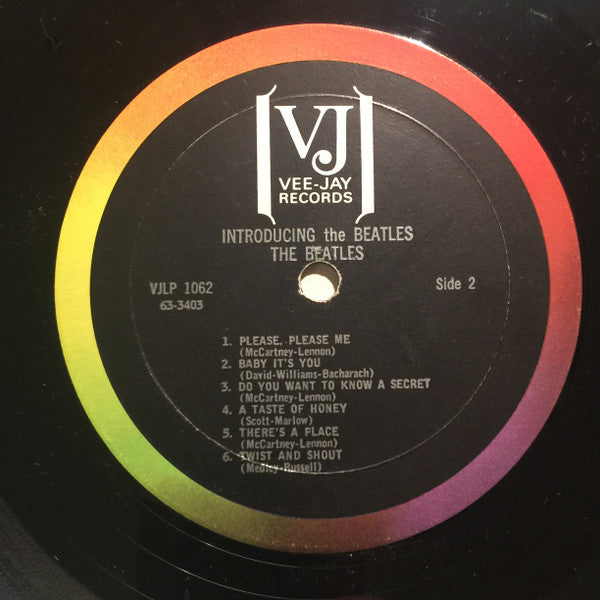 VJ
VEE-JAY
RECORDS
INTRODUCING the BEATLES
THE BEATLES
VJLP 1062
Side 2
63-3403
1. PLEASE, PLEASE ME
(McCartney-Lennon)
2. BABY IT'S YOU
(David-Williams-Bacharach)
3. DO YOU WANT TO KNOW A SECRET
(McCartney-Lennon)
4. A TASTE OF HONEY
(Scott-Marlow)
5. THERE'S A PLACE
(McCartney-Lennon)
6. TWIST AND SHOUT
(Medley-Russell)